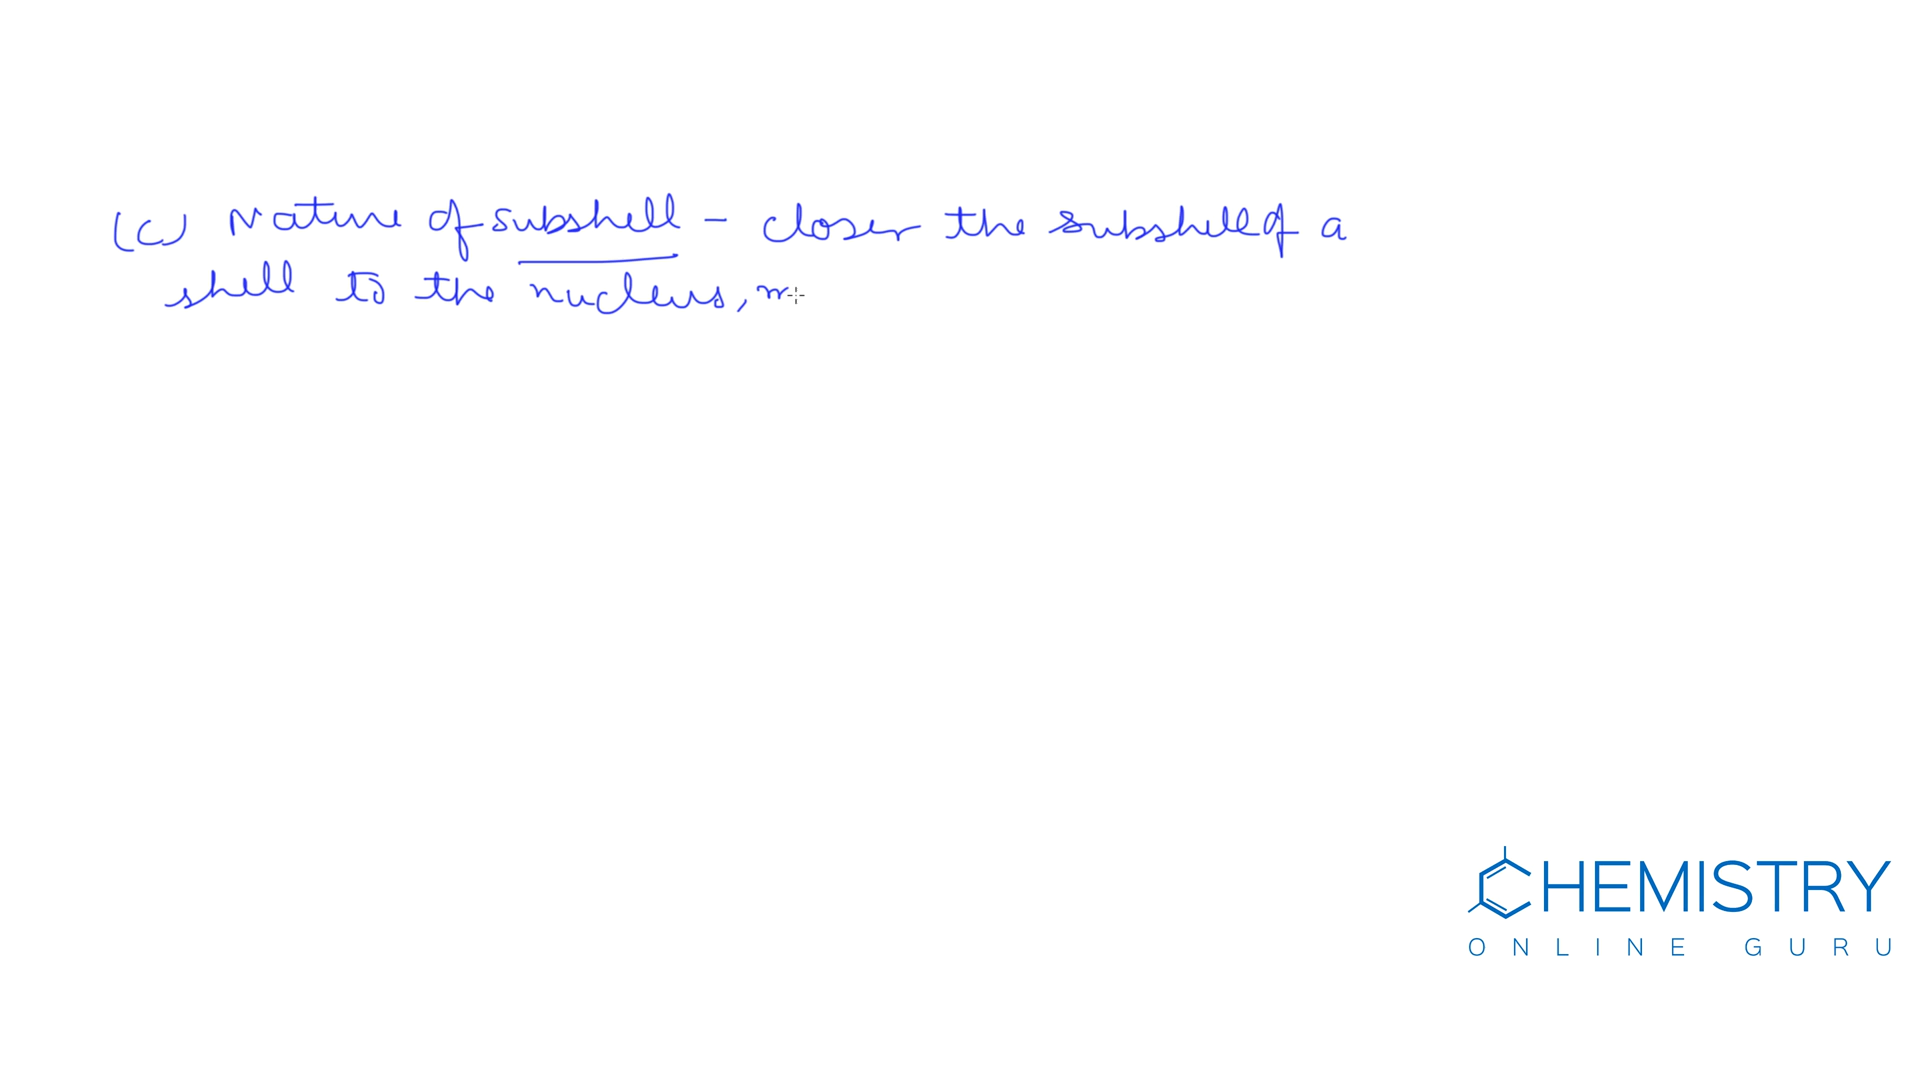 (c) Nature of subshell - closer the subshell of a
shell to the nucleus,
CHEMISTRY
ONLINE GURU